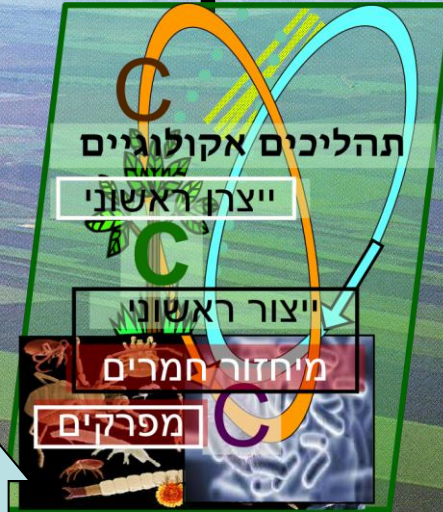 C
תהליכים אקולוגיים
ייצרן ראשוני
C
ייצור ראשוני
מיחזור חמרים
מפרקים
C